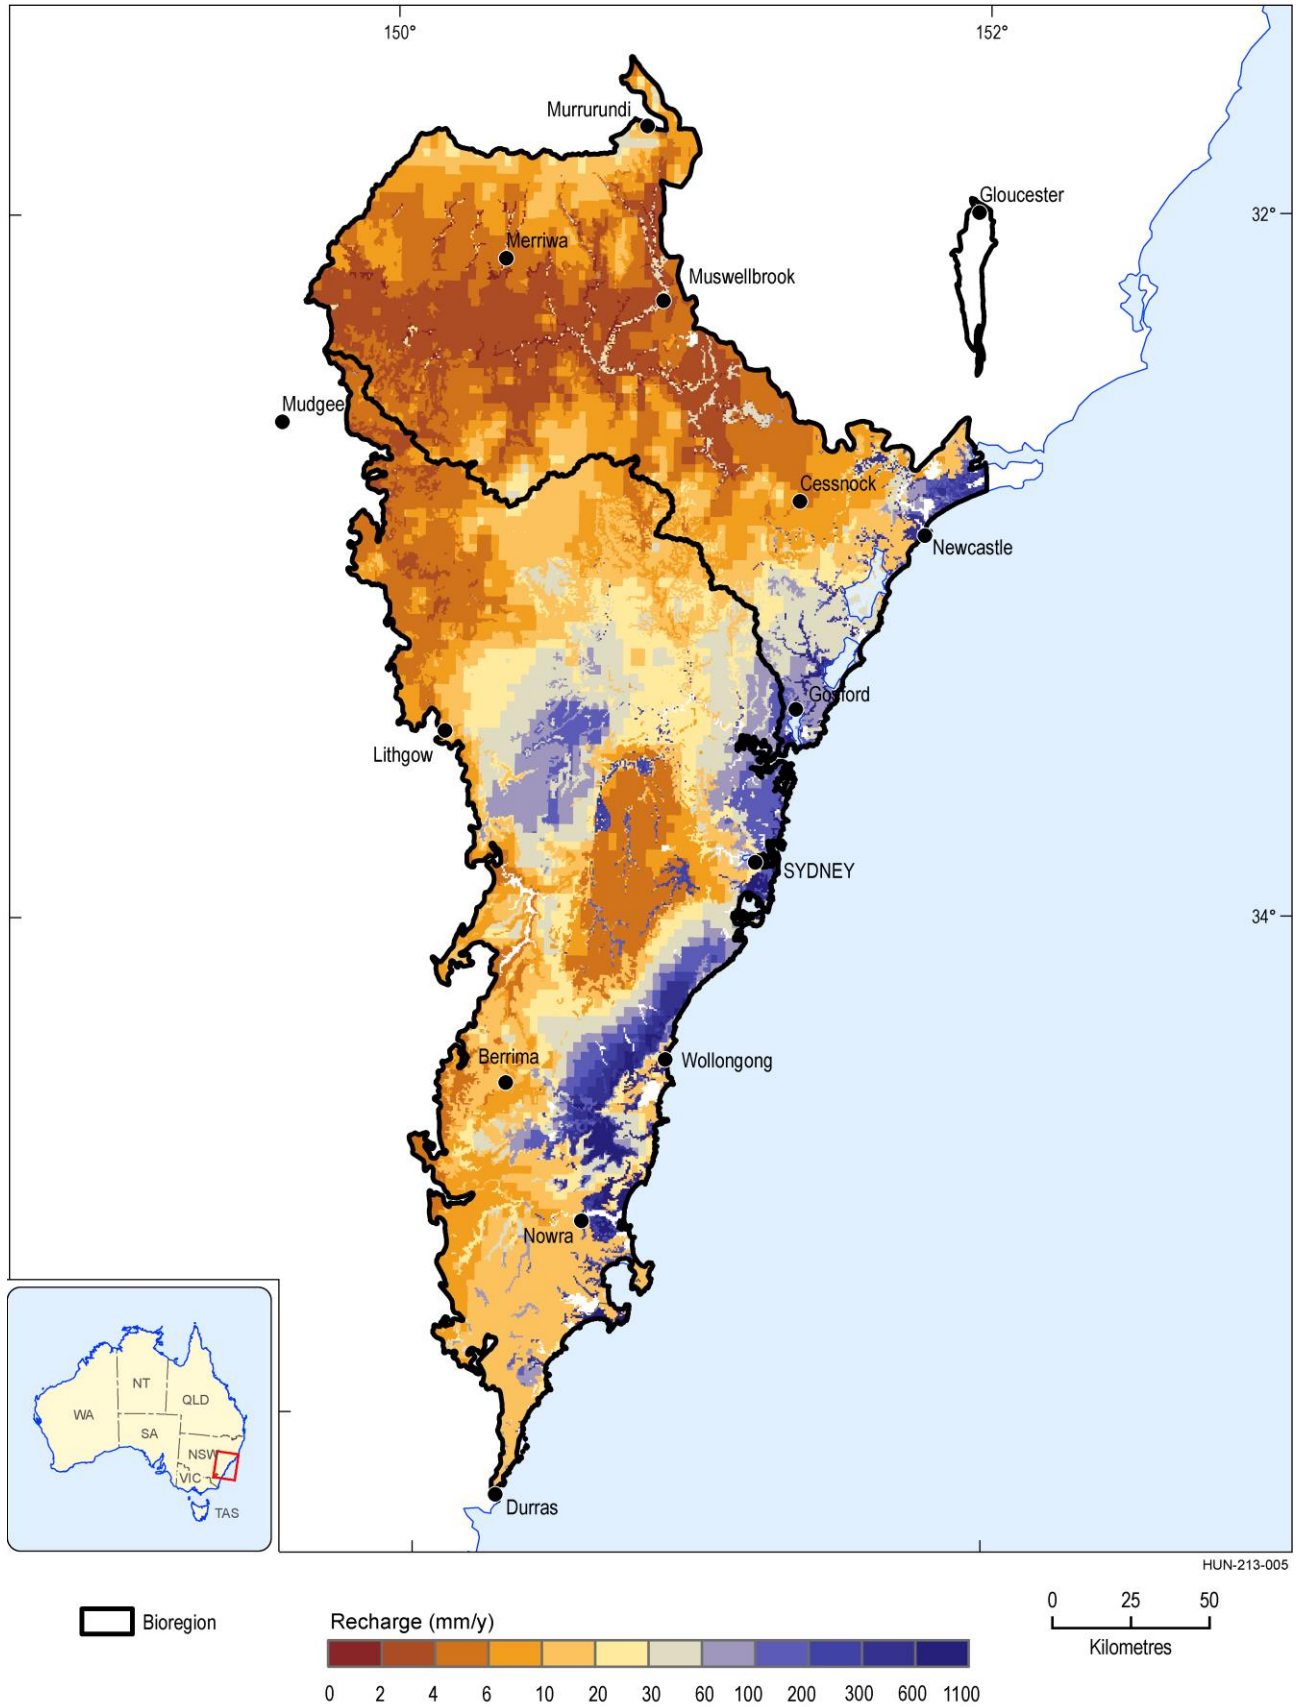 150°
152°
Murrurundi
Gloucester
32°
Merriwa
Muswellbrook
Mudgee
Cessnock
Newcastle
Gosford
Lithgow
SYDNEY
34°
Berrima
Wollongong
Nowra
NT
QLD
WA
SA
NSW
VIC
TAS
Durras
HUN-213-005
Bioregion
Recharge (mm/y)
0 2 4 6 10 20 30 60 100 200 300 600 1100
0 25 50
Kilometres